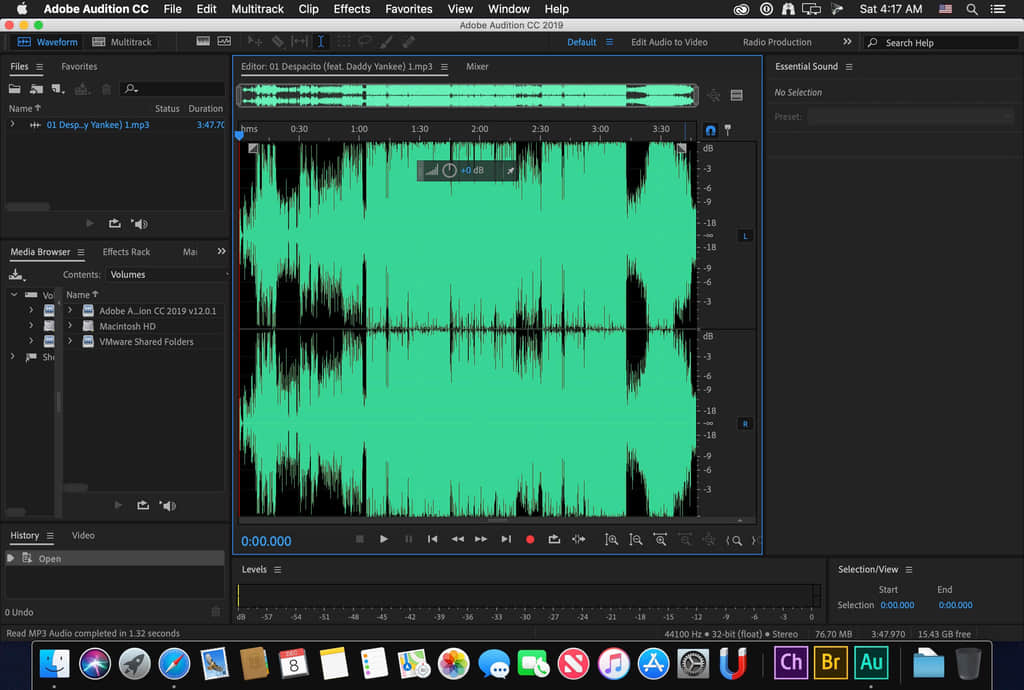 Adobe Audition CC File Edit Multitrack Clip Effects Favorites View Window Help Sat 4:17 AM
Adobe Audition CC 2019
Waveform Multitrack Default Edit Audio to Video Radio Production >> Search Help
Files Favorites
Name Status Duration
01 Desp...y Yankee) 1.mp3 3:47.70
Editor: 01 Despacito (feat. Daddy Yankee) 1.mp3 Mixer
hms 0:30 1:00 1:30 2:00 2:30 3:00 3:30
+0 dB
dB
-3
-6
-9
-18
-∞
-18
-9
-6
-3
L
dB
-3
-6
-9
-18
-∞
-18
-9
-6
-3
R
0:00.000
Essential Sound
No Selection
Preset:
Media Browser Effects Rack Mar >>
Contents: Volumes
Vo Name
Adobe A...ion CC 2019 v12.0.1
Macintosh HD
VMware Shared Folders
Sho
History Video
Open
0 Undo
Levels
dB -57 -54 -51 -48 -45 -42 -39 -36 -33 -30 -27 -24 -21 -18 -15 -12 -9 -6 -3 0
Selection/View
Start End
Selection 0:00.000 0:00.000
Read MP3 Audio completed in 1.32 seconds 44100 Hz • 32-bit (float) • Stereo 76.70 MB 3:47.970 15.43 GB free
DEC
8
Ch Br Au